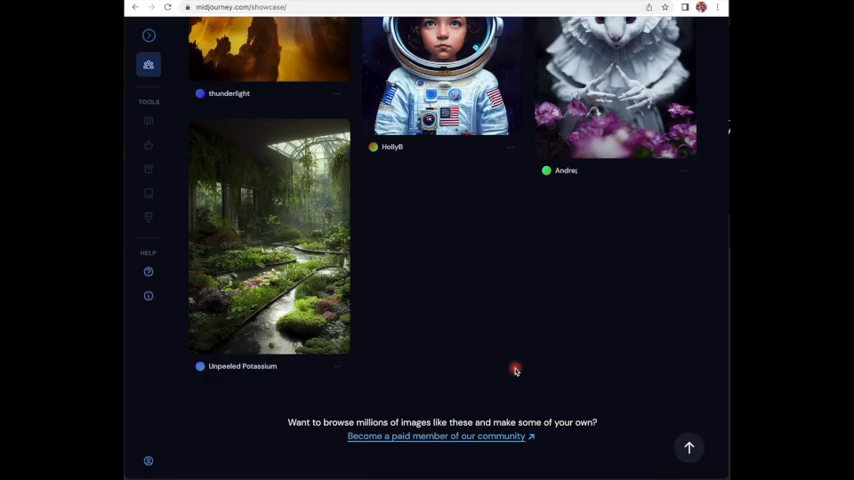 midjourney.com/showcase/
TOOLS
HELP
thunderlight
HollyB
Unpeeled Potassium
Want to browse millions of images like these and make some of your own?
Become a paid member of our community